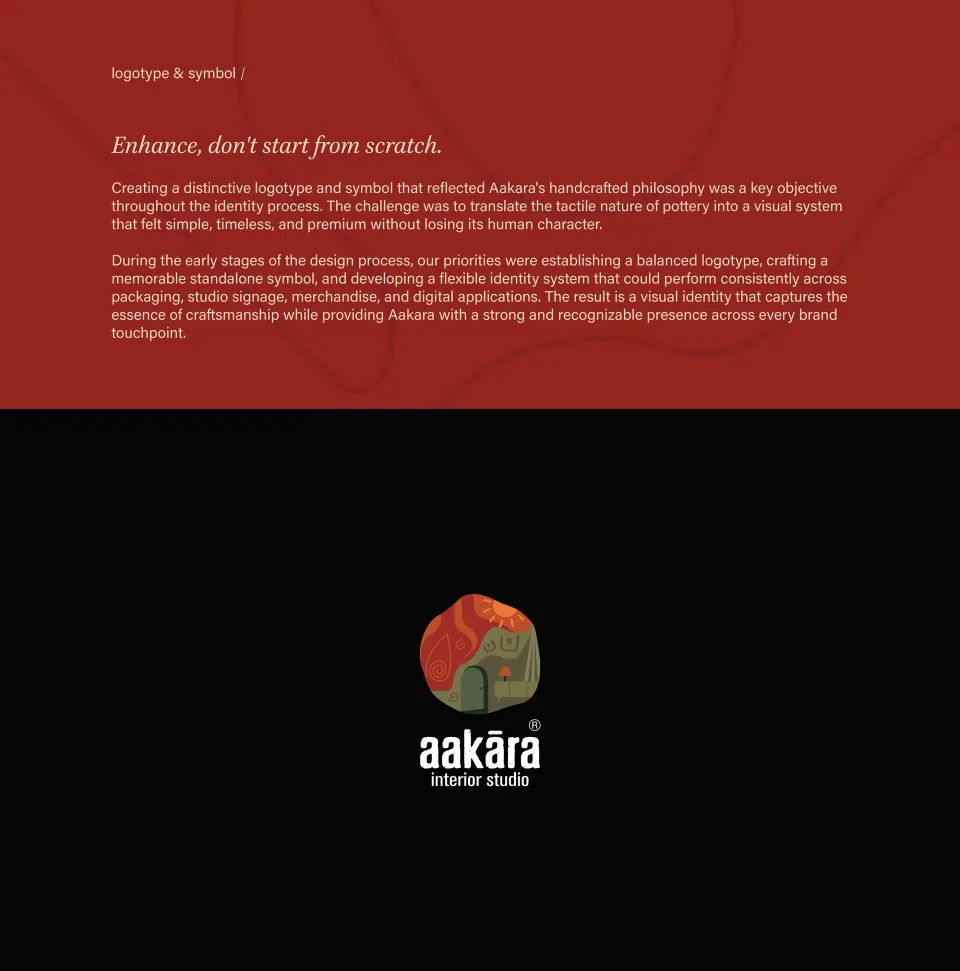 logotype & symbol /
Enhance, don't start from scratch.
Creating a distinctive logotype and symbol that reflected Aakara's handcrafted philosophy was a key objective
throughout the identity process. The challenge was to translate the tactile nature of pottery into a visual system
that felt simple, timeless, and premium without losing its human character.
During the early stages of the design process, our priorities were establishing a balanced logotype, crafting a
memorable standalone symbol, and developing a flexible identity system that could perform consistently across
packaging, studio signage, merchandise, and digital applications. The result is a visual identity that captures the
essence of craftsmanship while providing Aakara with a strong and recognizable presence across every brand
touchpoint.
®
aakāra
interior studio